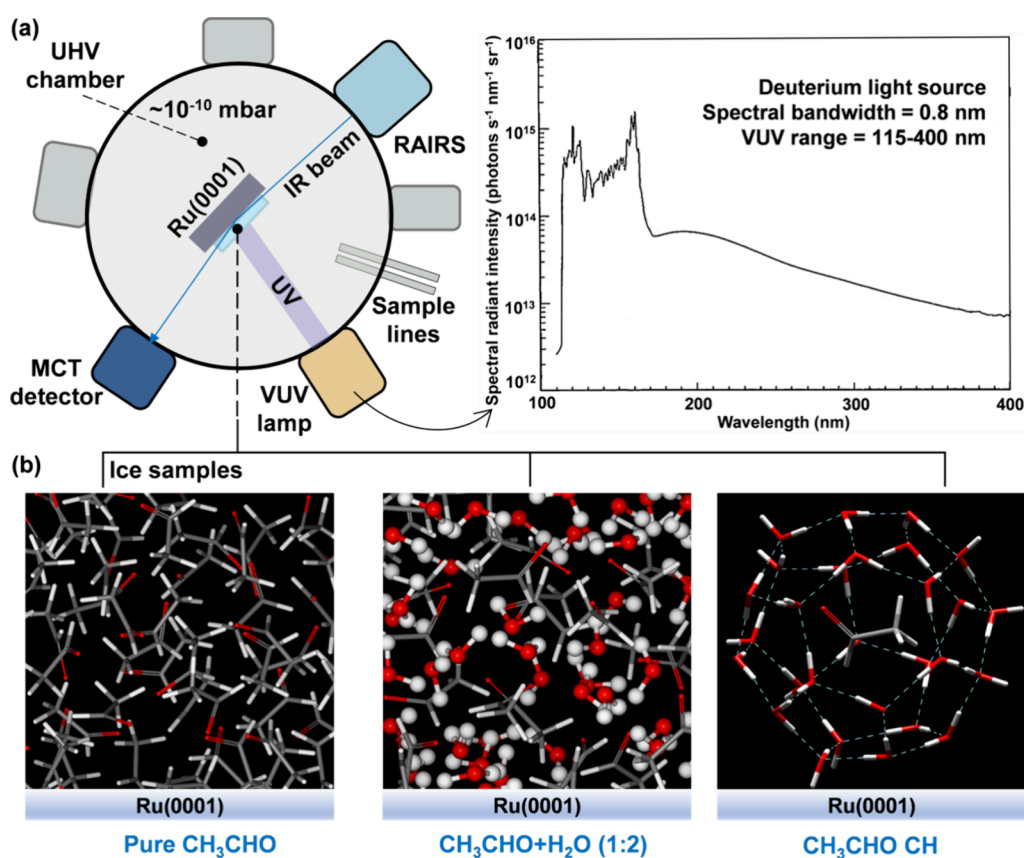 (a)
UHV
chamber
~10⁻¹⁰ mbar
RAIRS
IR beam
Ru(0001)
UV
Sample
lines
MCT
detector
VUV
lamp
Deuterium light source
Spectral bandwidth = 0.8 nm
VUV range = 115-400 nm
Spectral radiant intensity (photons s⁻¹ nm⁻¹ sr⁻¹)
10¹⁶
10¹⁵
10¹⁴
10¹³
10¹²
100
200
300
400
Wavelength (nm)
(b)
Ice samples
Ru(0001)
Ru(0001)
Ru(0001)
Pure CH₃CHO
CH₃CHO+H₂O (1:2)
CH₃CHO CH